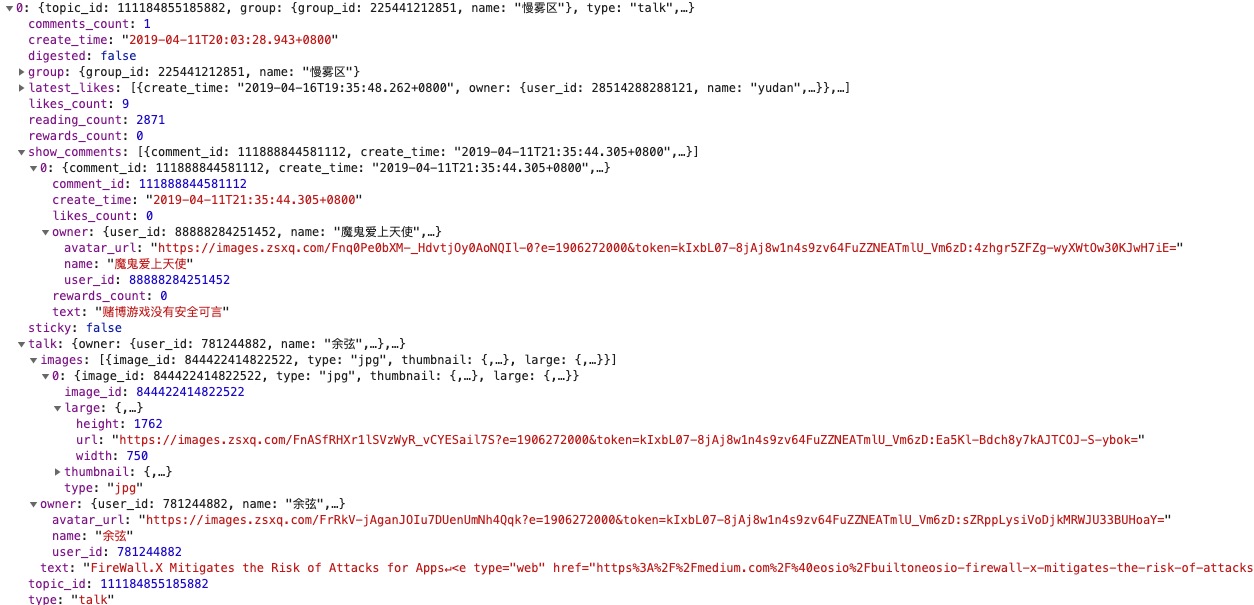 0: {topic_id: 111184855185882, group: {group_id: 225441212851, name: "慢雾区"}, type: "talk",…}
comments_count: 1
create_time: "2019-04-11T20:03:28.943+0800"
digested: false
group: {group_id: 225441212851, name: "慢雾区"}
latest_likes: [{create_time: "2019-04-16T19:35:48.262+0800", owner: {user_id: 28514288288121, name: "yudan",…}},…]
likes_count: 9
reading_count: 2871
rewards_count: 0
show_comments: [{comment_id: 111888844581112, create_time: "2019-04-11T21:35:44.305+0800",…}]
0: {comment_id: 111888844581112, create_time: "2019-04-11T21:35:44.305+0800",…}
comment_id: 111888844581112
create_time: "2019-04-11T21:35:44.305+0800"
likes_count: 0
owner: {user_id: 88888284251452, name: "魔鬼爱上天使",…}
avatar_url: "https://images.zsxq.com/Fnq0Pe0bXM-_HdvtjOy0AoNQIl-0?e=1906272000&token=kIxbL07-8jAj8w1n4s9zv64FuZZNEATmlU_Vm6zD:4zhgr5ZFZg-wyXWtOw30KJwH7iE="
name: "魔鬼爱上天使"
user_id: 88888284251452
rewards_count: 0
text: "赌博游戏没有安全可言"
sticky: false
talk: {owner: {user_id: 781244882, name: "余弦",…},…}
images: [{image_id: 844422414822522, type: "jpg", thumbnail: {,…}, large: {,…}}]
0: {image_id: 844422414822522, type: "jpg", thumbnail: {,…}, large: {,…}}
image_id: 844422414822522
large: {,…}
height: 1762
url: "https://images.zsxq.com/FnASfRHXr1lSVzWyR_vCYESail7S?e=1906272000&token=kIxbL07-8jAj8w1n4s9zv64FuZZNEATmlU_Vm6zD:Ea5Kl-Bdch8y7kAJTCOJ-S-ybok="
width: 750
thumbnail: {,…}
type: "jpg"
owner: {user_id: 781244882, name: "余弦",…}
avatar_url: "https://images.zsxq.com/FrRkV-jAganJOIu7DUenUmNh4Qqk?e=1906272000&token=kIxbL07-8jAj8w1n4s9zv64FuZZNEATmlU_Vm6zD:sZRppLysiVoDjkMRWJU33BUHoaY="
name: "余弦"
user_id: 781244882
text: "FireWall.X Mitigates the Risk of Attacks for Apps↵<e type="web" href="https%3A%2F%2Fmedium.com%2F%40eosio%2Fbuiltoneosio-firewall-x-mitigates-the-risk-of-attacks
topic_id: 111184855185882
type: "talk"